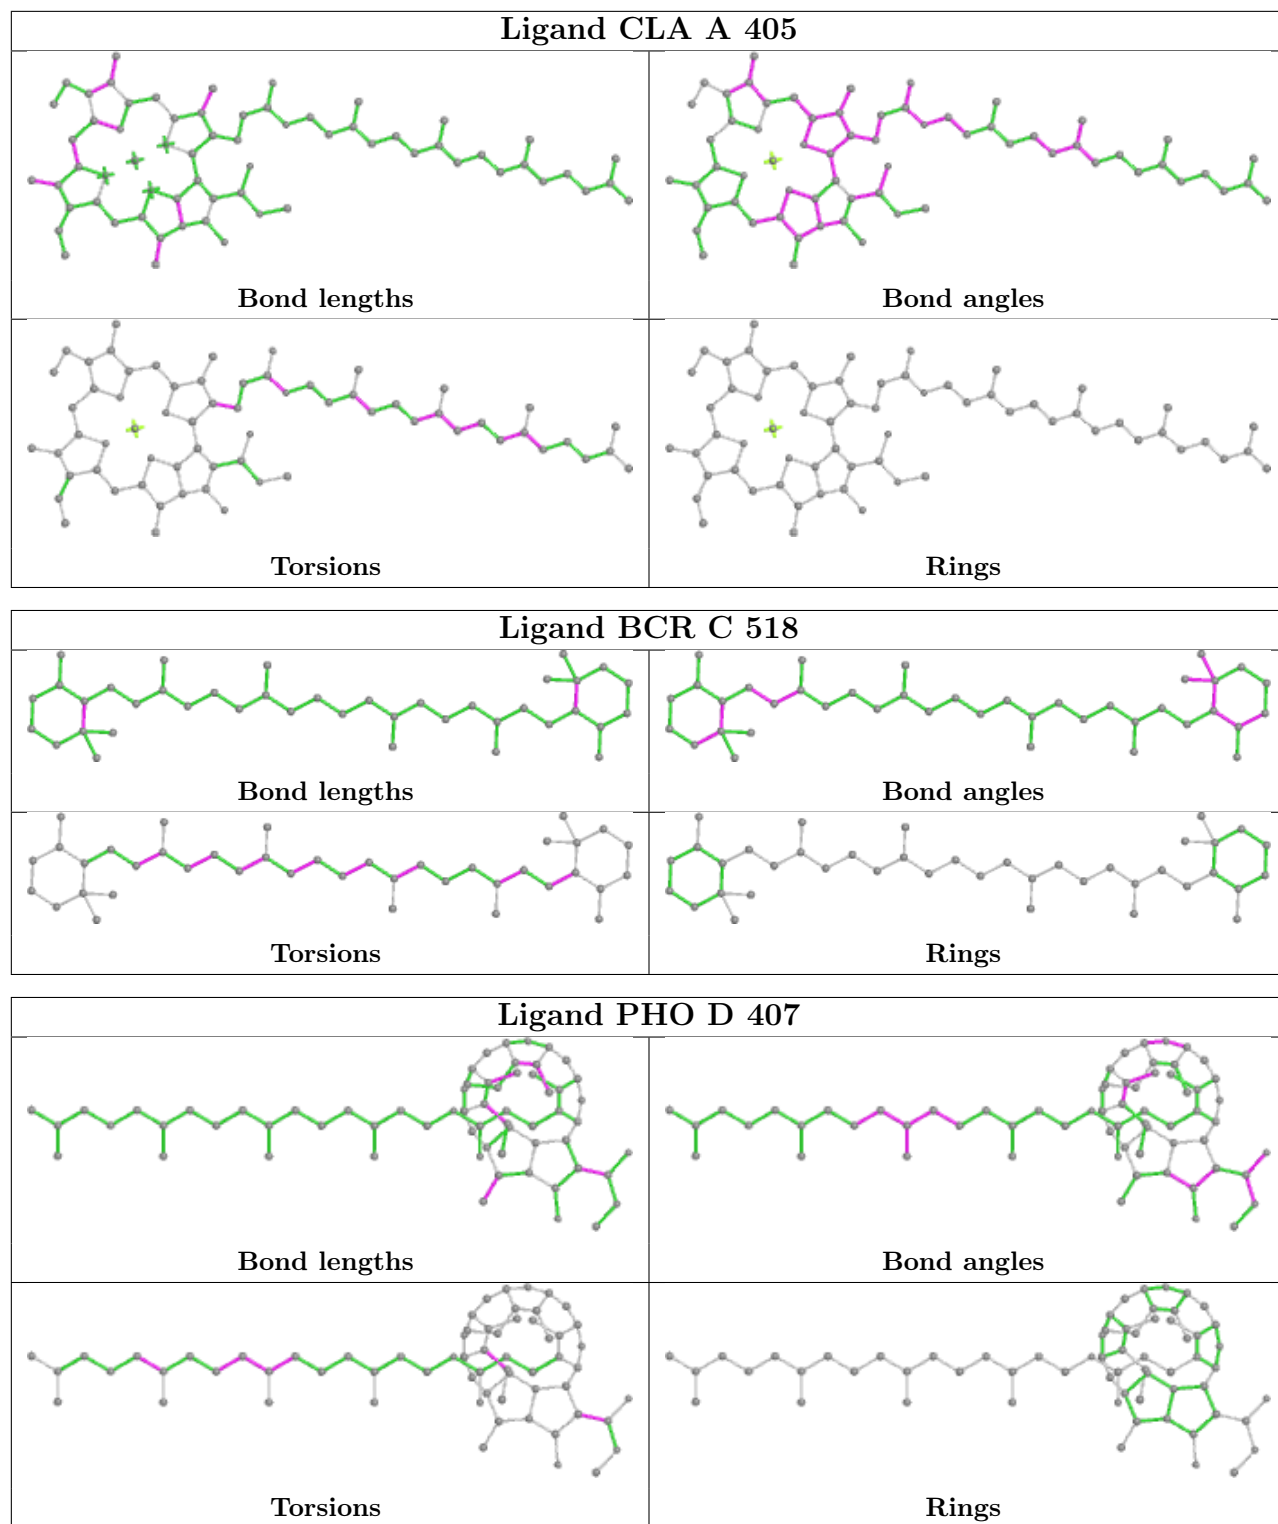 Ligand CLA A 405
Bond lengths
Bond angles
Torsions
Rings
Ligand BCR C 518
Bond lengths
Bond angles
Torsions
Rings
Ligand PHO D 407
Bond lengths
Bond angles
Torsions
Rings